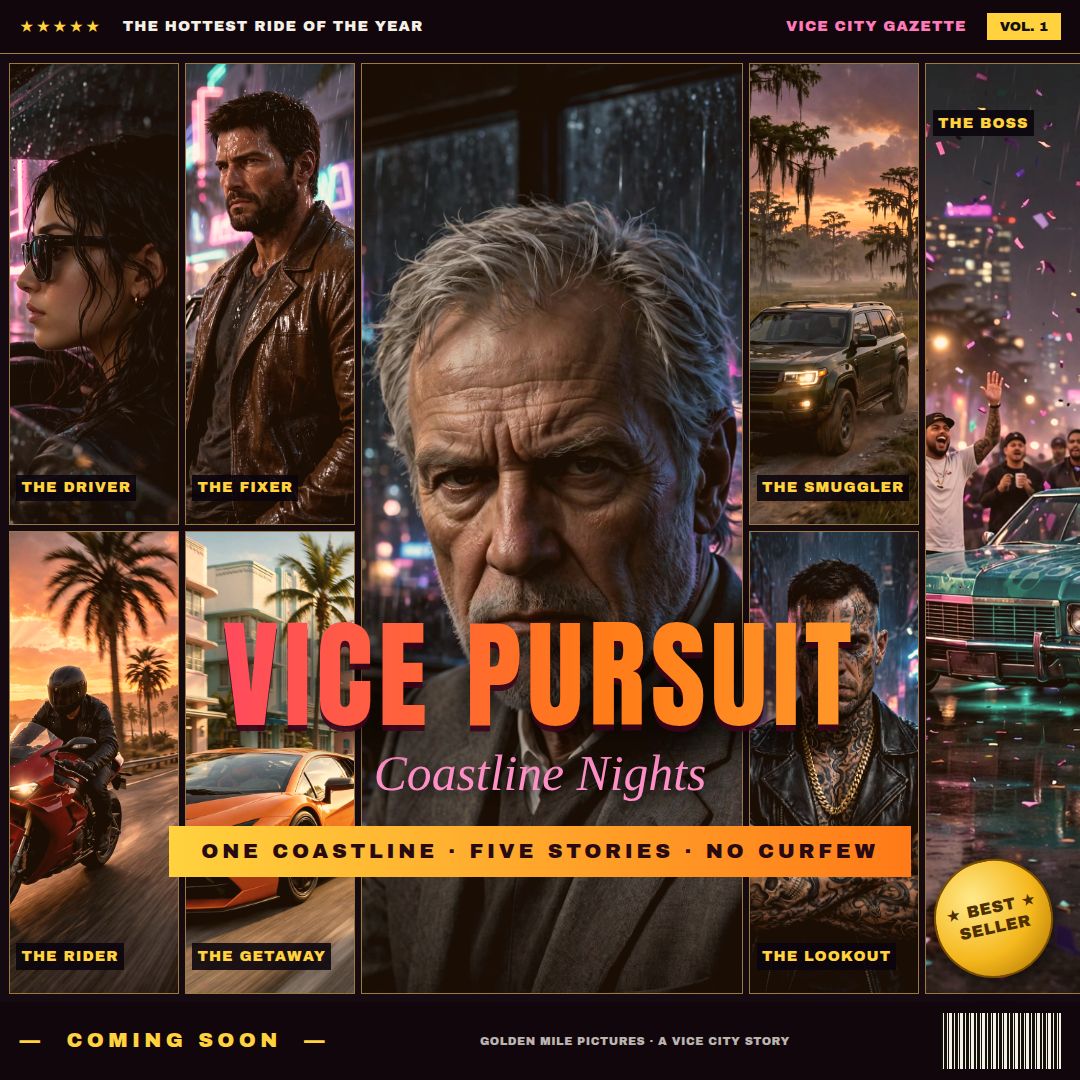 ★★★★★ THE HOTTEST RIDE OF THE YEAR
VICE CITY GAZETTE
VOL. 1
THE BOSS
THE DRIVER
THE FIXER
THE SMUGGLER
VICE PURSUIT
Coastline Nights
ONE COASTLINE · FIVE STORIES · NO CURFEW
★ BEST ★
SELLER
THE RIDER
THE GETAWAY
THE LOOKOUT
— COMING SOON —
GOLDEN MILE PICTURES · A VICE CITY STORY